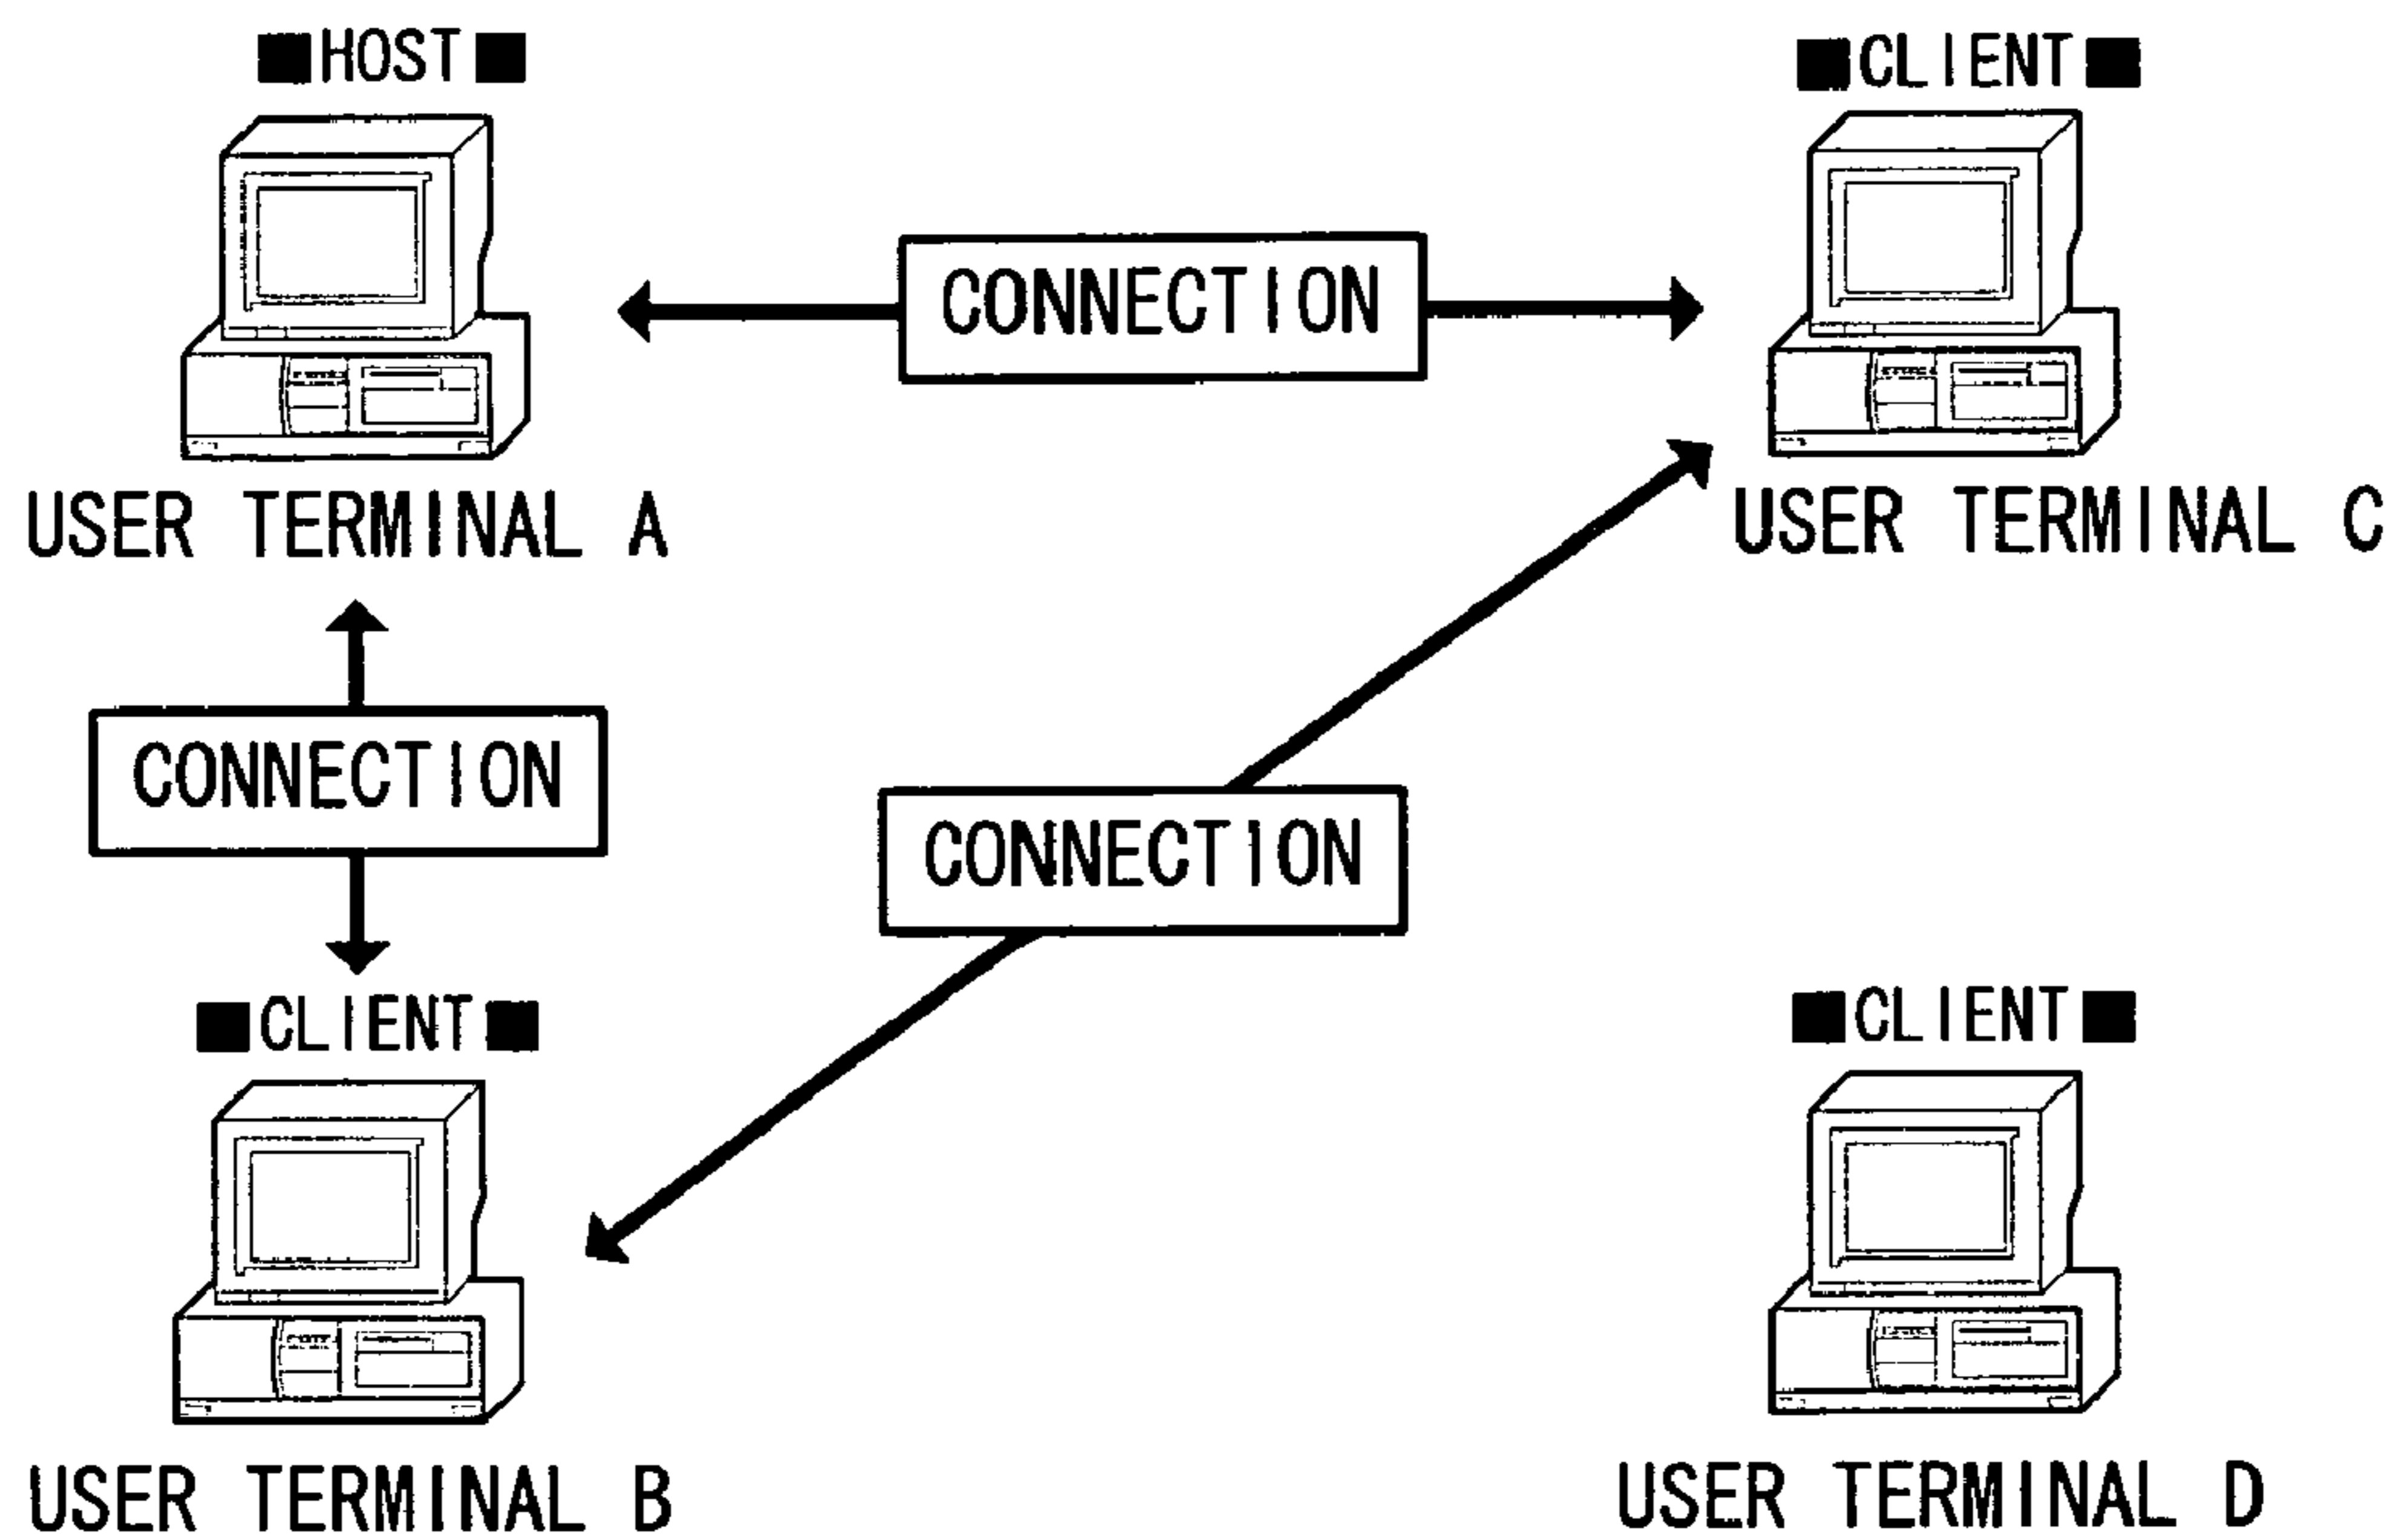 ■HOST■
■CLIENT■
CONNECTION
USER TERMINAL A
USER TERMINAL C
CONNECTION
CONNECTION
■CLIENT■
■CLIENT■
USER TERMINAL B
USER TERMINAL D